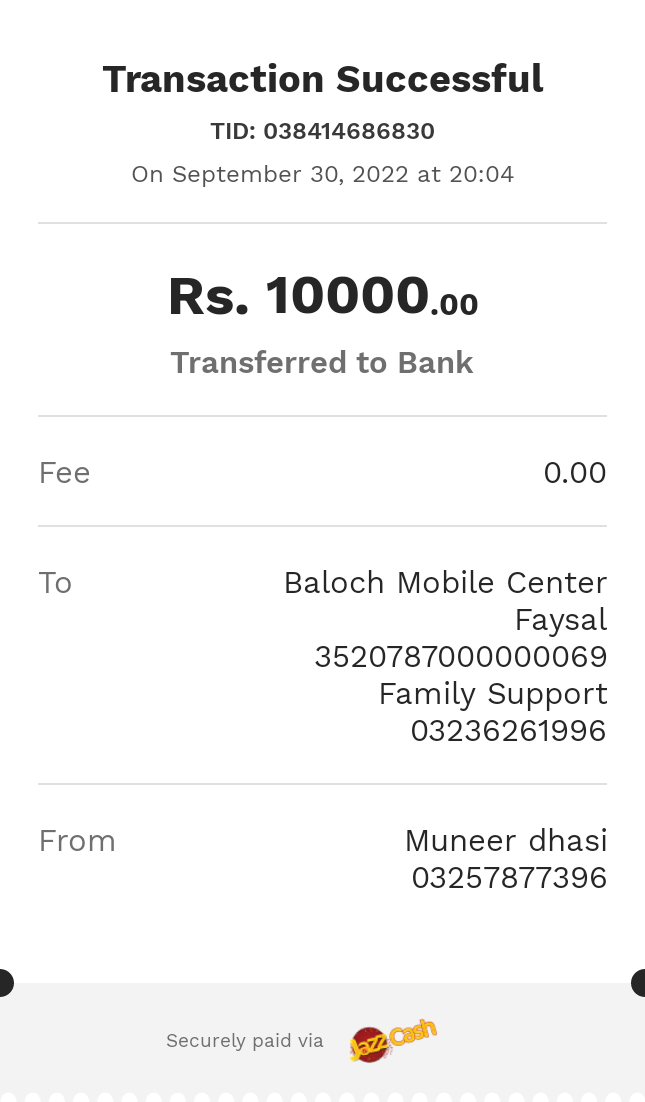 Transaction Successful
TID: 038414686830
On September 30, 2022 at 20:04
Rs. 10000.00
Transferred to Bank
Fee 0.00
To Baloch Mobile Center
Faysal
3520787000000069
Family Support
03236261996
From Muneer dhasi
03257877396
Securely paid via JazzCash